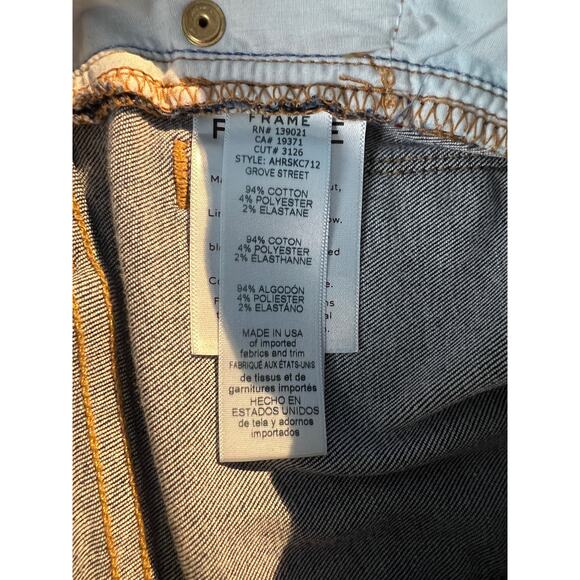 FRAME
RN# 139021
CA# 19371
CUT# 3126
STYLE: AHRSKC712
GROVE STREET
94% COTTON
4% POLYESTER
2% ELASTANE
94% COTON
4% POLYESTER
2% ÉLASTHANNE
94% ALGODÓN
4% POLIESTER
2% ELASTANO
MADE IN USA
of imported
fabrics and trim
FABRIQUÉ AUX ÉTATS-UNIS
de tissus et de
garnitures importés
HECHO EN
ESTADOS UNIDOS
de tela y adornos
importados